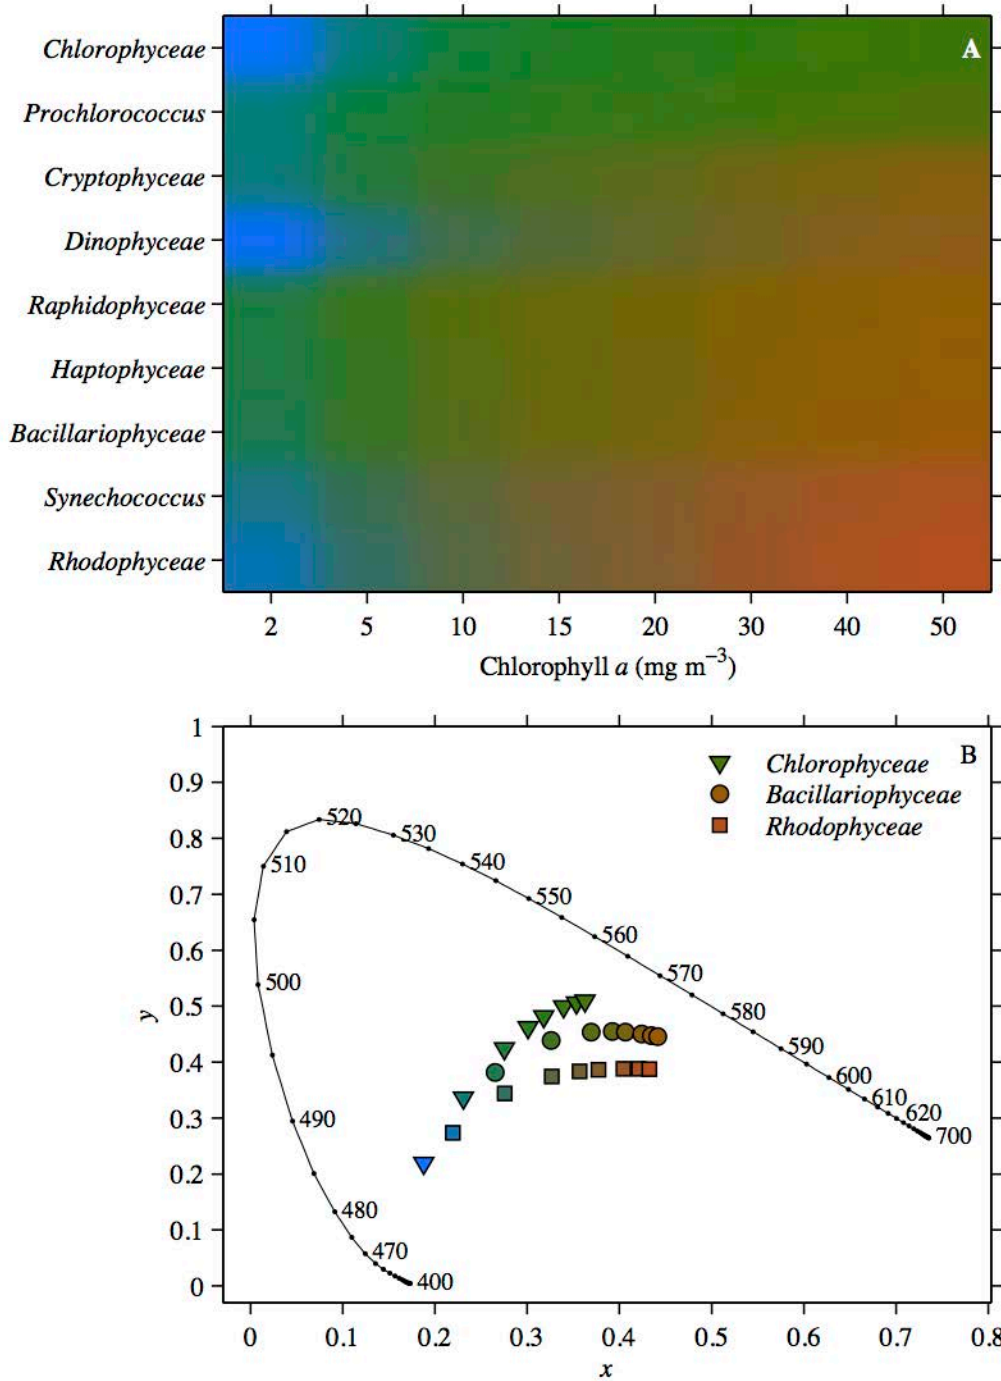 A
Chlorophyceae
Prochlorococcus
Cryptophyceae
Dinophyceae
Raphidophyceae
Haptophyceae
Bacillariophyceae
Synechococcus
Rhodophyceae
2 5 10 15 20 30 40 50
Chlorophyll a (mg m⁻³)
B
Chlorophyceae
Bacillariophyceae
Rhodophyceae
1
0.9
0.8
0.7
0.6
0.5
0.4
0.3
0.2
0.1
0
y
520
530
510
540
550
560
570
500
580
590
600
610
620
490
700
480
470
400
0 0.1 0.2 0.3 0.4 0.5 0.6 0.7 0.8
x